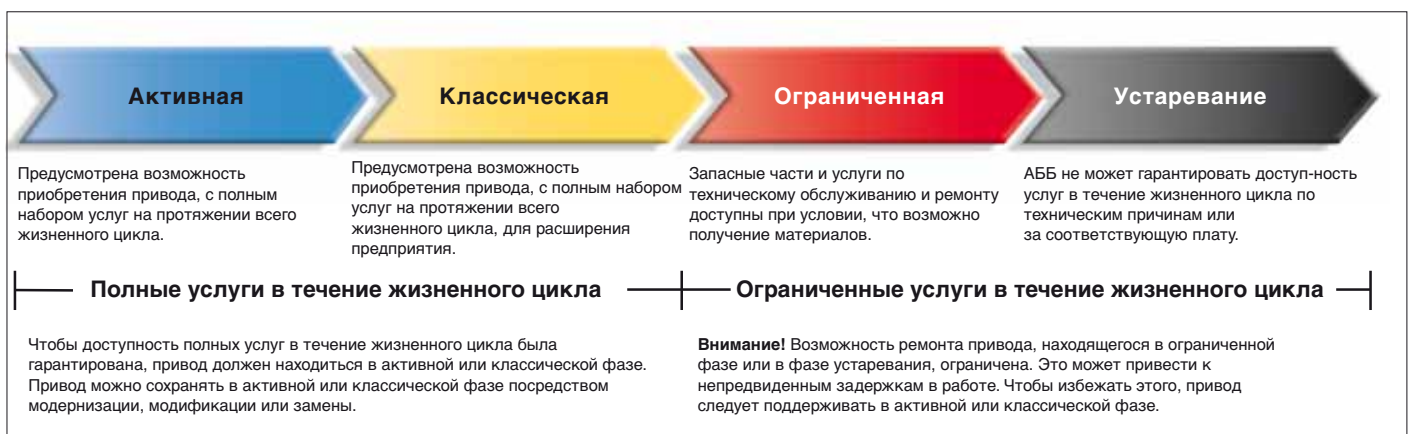 Активная
Классическая
Ограниченная
Устаревание
Предусмотрена возможность
приобретения привода, с полным
набором услуг на протяжении всего
жизненного цикла.
Предусмотрена возможность
приобретения привода, с полным набором
услуг на протяжении всего
жизненного цикла, для расширения
предприятия.
Запасные части и услуги по
техническому обслуживанию и ремонту
доступны при условии, что возможно
получение материалов.
АББ не может гарантировать доступ-ность
услуг в течение жизненного цикла по
техническим причинам или
за соответствующую плату.
Полные услуги в течение жизненного цикла
Ограниченные услуги в течение жизненного цикла
Чтобы доступность полных услуг в течение жизненного цикла была
гарантирована, привод должен находиться в активной или классической фазе.
Привод можно сохранять в активной или классической фазе посредством
модернизации, модификации или замены.
Внимание! Возможность ремонта привода, находящегося в ограниченной
фазе или в фазе устаревания, ограничена. Это может привести к
непредвиденным задержкам в работе. Чтобы избежать этого, привод
следует поддерживать в активной или классической фазе.